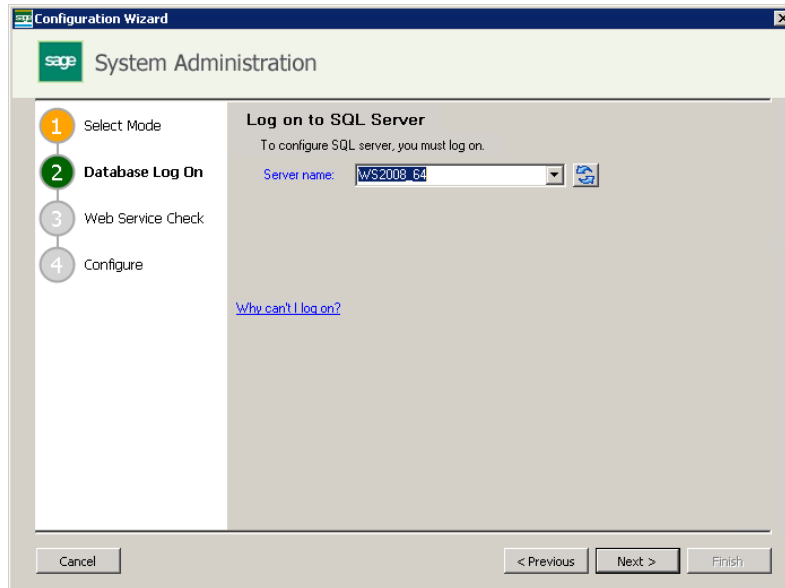 Configuration Wizard
sage
System Administration
1 Select Mode
2 Database Log On
3 Web Service Check
4 Configure
Log on to SQL Server
To configure SQL server, you must log on.
Server name: WS2008_64
Why can't I log on?
Cancel
< Previous
Next >
Finish